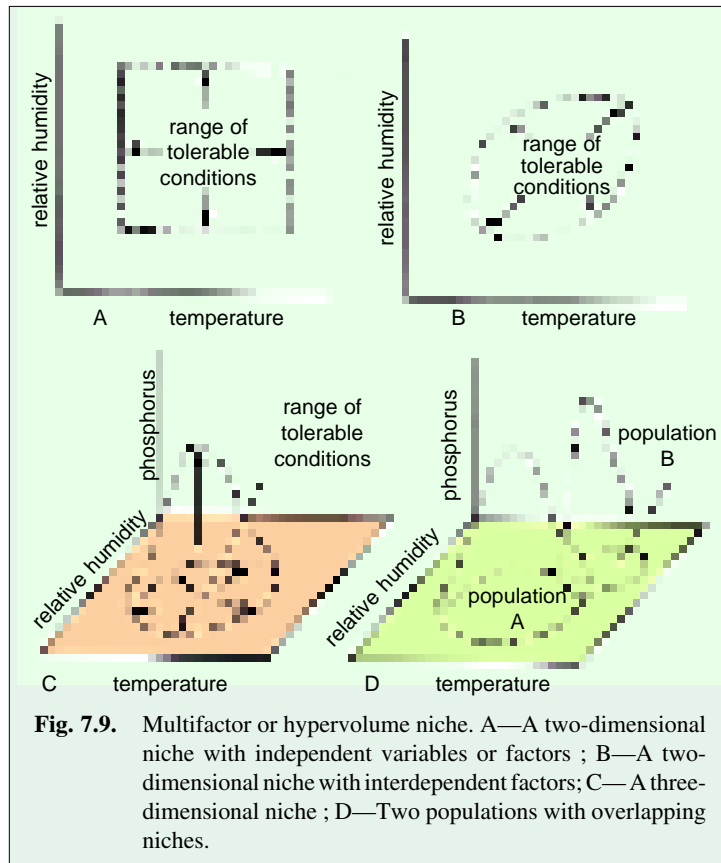 relative humidity
range of
tolerable
conditions
A
temperature
relative humidity
range of
tolerable
conditions
B
temperature
phosphorus
range of
tolerable
conditions
relative humidity
C
temperature
phosphorus
population
B
relative humidity
population
A
D
temperature
Fig. 7.9. Multifactor or hypervolume niche. A—A two-dimensional
niche with independent variables or factors ; B—A two-
dimensional niche with interdependent factors; C— A three-
dimensional niche ; D—Two populations with overlapping
niches.